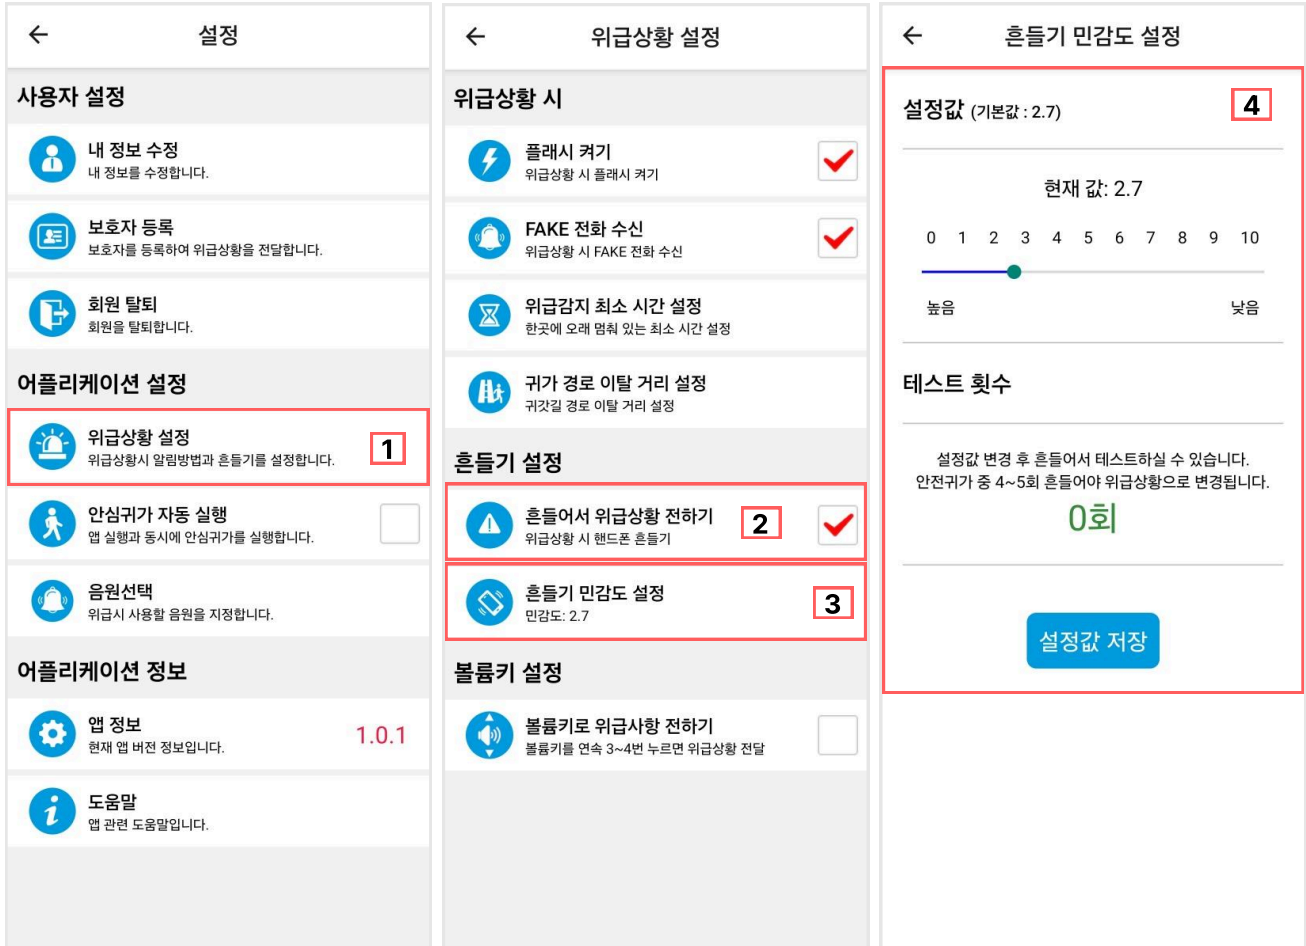 설정
사용자 설정
내 정보 수정
내 정보를 수정합니다.
보호자 등록
보호자를 등록하여 위급상황을 전달합니다.
회원 탈퇴
회원을 탈퇴합니다.
어플리케이션 설정
위급상황 설정
위급상황시 알림방법과 흔들기를 설정합니다.
1
안심귀가 자동 실행
앱 실행과 동시에 안심귀가를 실행합니다.
음원선택
위급시 사용할 음원을 지정합니다.
어플리케이션 정보
앱 정보
현재 앱 버전 정보입니다.
1.0.1
도움말
앱 관련 도움말입니다.
위급상황 설정
위급상황 시
플래시 켜기
위급상황 시 플래시 켜기
FAKE 전화 수신
위급상황 시 FAKE 전화 수신
위급감지 최소 시간 설정
한곳에 오래 멈춰 있는 최소 시간 설정
귀가 경로 이탈 거리 설정
귀갓길 경로 이탈 거리 설정
흔들기 설정
흔들어서 위급상황 전하기
위급상황 시 핸드폰 흔들기
2
흔들기 민감도 설정
민감도: 2.7
3
볼륨키 설정
볼륨키로 위급사항 전하기
볼륨키를 연속 3~4번 누르면 위급상황 전달
흔들기 민감도 설정
설정값 (기본값 : 2.7)
4
현재 값: 2.7
0 1 2 3 4 5 6 7 8 9 10
높음 낮음
테스트 횟수
설정값 변경 후 흔들어서 테스트하실 수 있습니다.
안전귀가 중 4~5회 흔들어야 위급상황으로 변경됩니다.
0회
설정값 저장